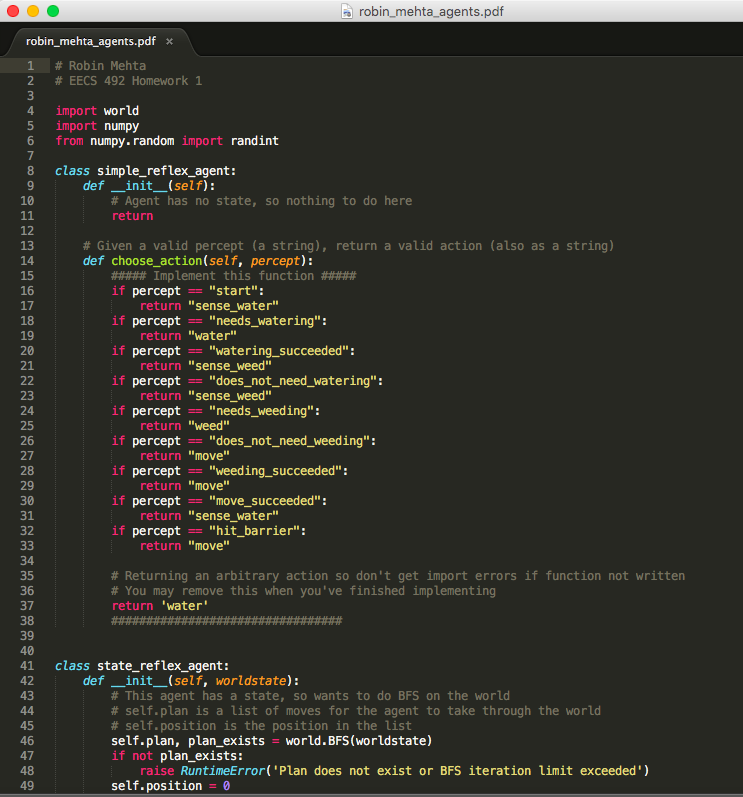 robin_mehta_agents.pdf
robin_mehta_agents.pdf ×
1 # Robin Mehta
2 # EECS 492 Homework 1
3
4 import world
5 import numpy
6 from numpy.random import randint
7
8 class simple_reflex_agent:
9     def __init__(self):
10         # Agent has no state, so nothing to do here
11         return
12
13     # Given a valid percept (a string), return a valid action (also as a string)
14     def choose_action(self, percept):
15         ##### Implement this function #####
16         if percept == "start":
17             return "sense_water"
18         if percept == "needs_watering":
19             return "water"
20         if percept == "watering_succeeded":
21             return "sense_weed"
22         if percept == "does_not_need_watering":
23             return "sense_weed"
24         if percept == "needs_weeding":
25             return "weed"
26         if percept == "does_not_need_weeding":
27             return "move"
28         if percept == "weeding_succeeded":
29             return "move"
30         if percept == "move_succeeded":
31             return "sense_water"
32         if percept == "hit_barrier":
33             return "move"
34
35         # Returning an arbitrary action so don't get import errors if function not written
36         # You may remove this when you've finished implementing
37         return 'water'
38         #################################
39
40
41 class state_reflex_agent:
42     def __init__(self, worldstate):
43         # This agent has a state, so wants to do BFS on the world
44         # self.plan is a list of moves for the agent to take through the world
45         # self.position is the position in the list
46         self.plan, plan_exists = world.BFS(worldstate)
47         if not plan_exists:
48             raise RuntimeError('Plan does not exist or BFS iteration limit exceeded')
49         self.position = 0